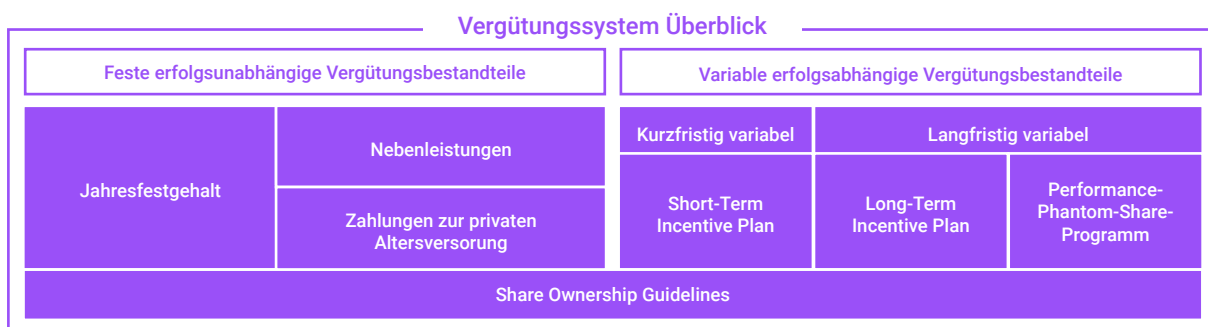 Vergütungssystem Überblick
Feste erfolgsunabhängige Vergütungsbestandteile
Variable erfolgsabhängige Vergütungsbestandteile
Jahresfestgehalt
Nebenleistungen
Zahlungen zur privaten
Altersversorung
Kurzfristig variabel
Langfristig variabel
Short-Term
Incentive Plan
Long-Term
Incentive Plan
Performance-
Phantom-Share-
Programm
Share Ownership Guidelines